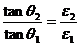 tan θ₂ / tan θ₁ = ε₂ / ε₁